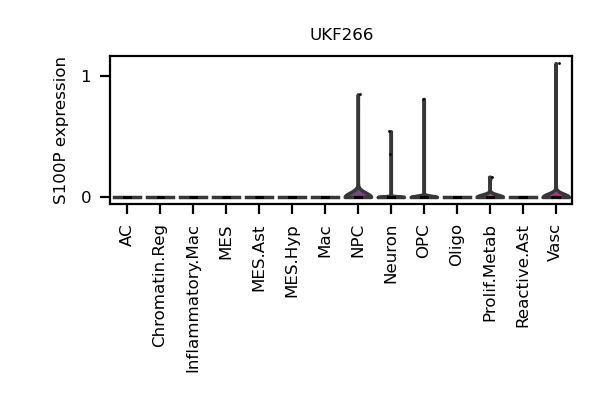 UKF266
S100P expression
1
0
AC
Chromatin.Reg
Inflammatory.Mac
MES
MES.Ast
MES.Hyp
Mac
NPC
Neuron
OPC
Oligo
Prolif.Metab
Reactive.Ast
Vasc